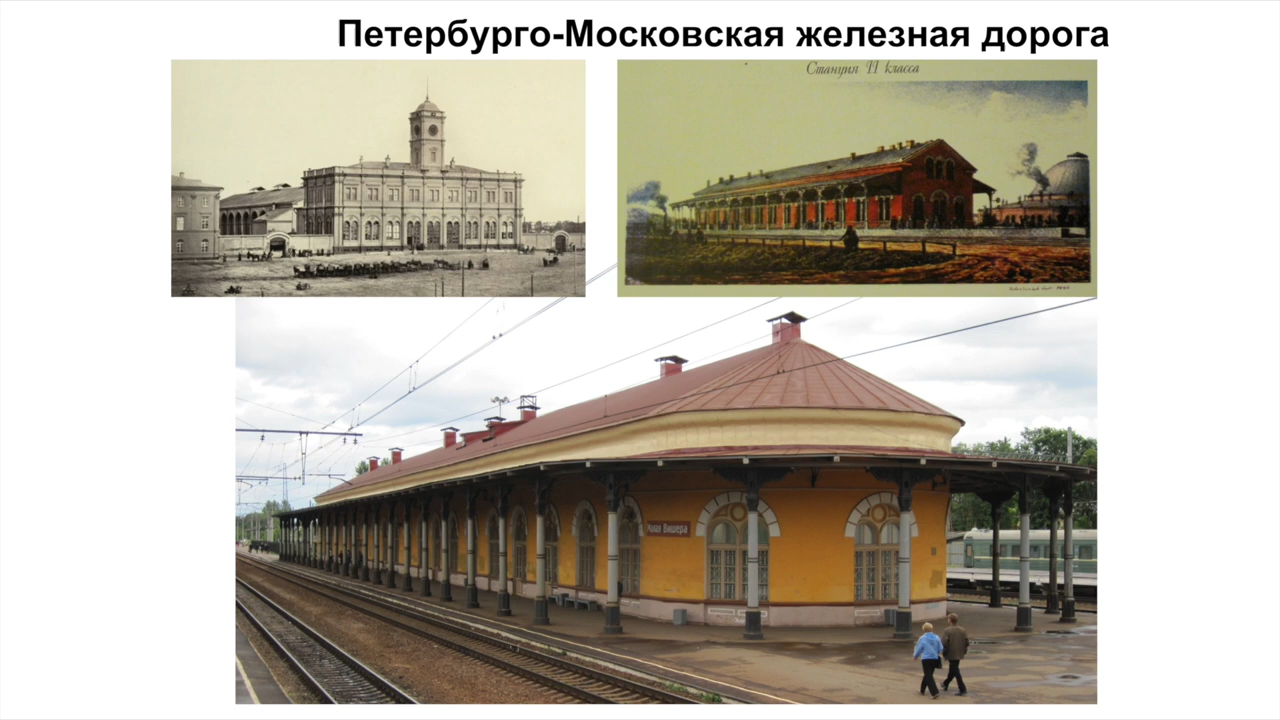 Петербурго-Московская железная дорога
Станция II класса
Малая Вишера